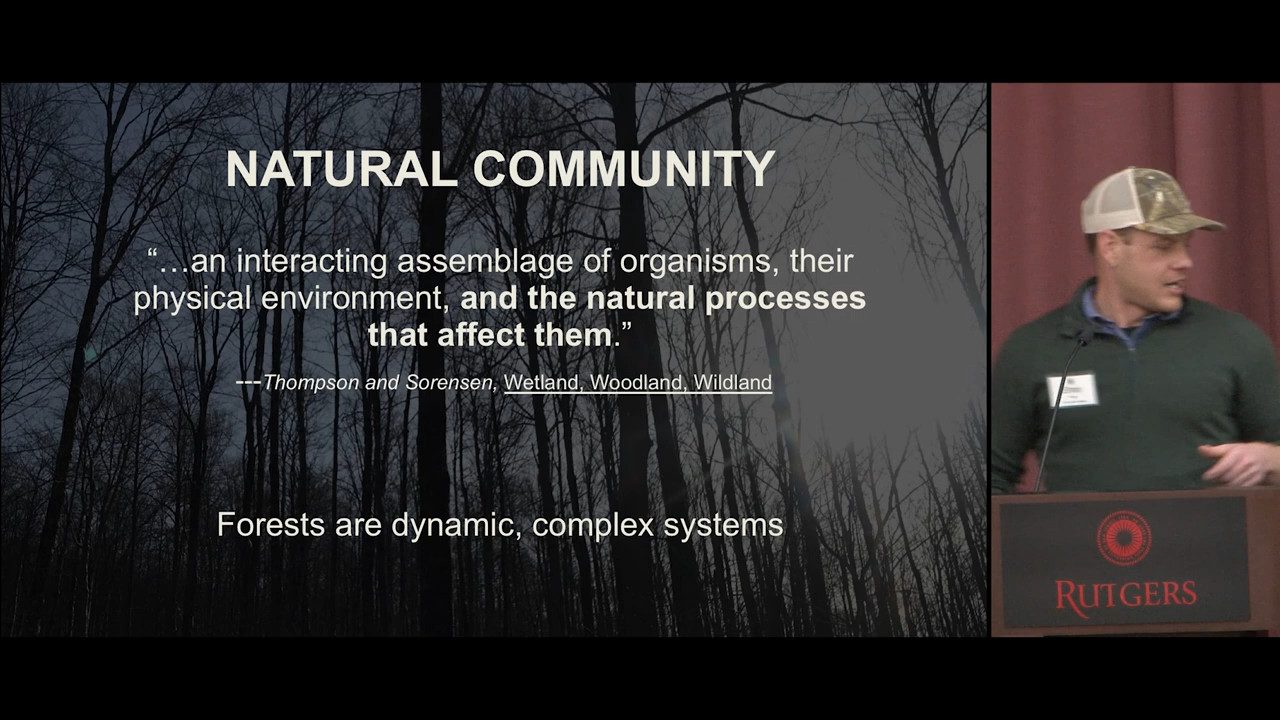 NATURAL COMMUNITY
“…an interacting assemblage of organisms, their
physical environment, and the natural processes
that affect them.”
---Thompson and Sorensen, Wetland, Woodland, Wildland
Forests are dynamic, complex systems
RUTGERS